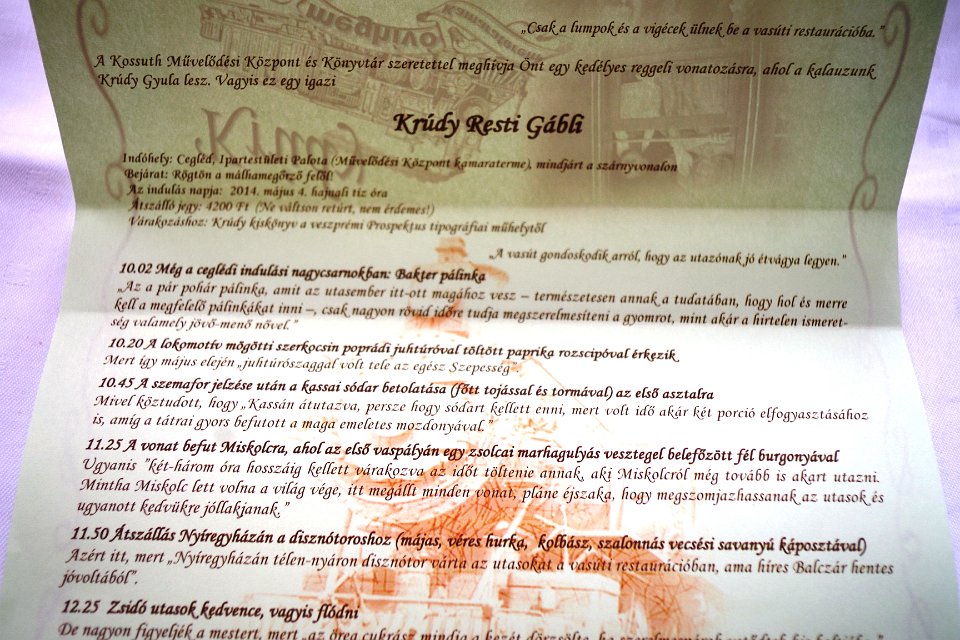 „Csak a lumpok és a vigécek ülnek be a vasúti restaurációba.”
A Kossuth Művelődési Központ és Könyvtár szeretettel meghívja Önt egy kedélyes reggeli vonatozásra, ahol a kalauzunk
Krúdy Gyula lesz. Vagyis ez egy igazi
Krúdy Resti Gábli
Indóhely: Cegléd, Ipartestületi Palota (Művelődési Központ kamaraterme), mindjárt a szárnyvonalon
Bejárat: Rögtön a málhamegőrző felől!
Az indulás napja: 2014. május 4. hajnali tíz óra
Átszálló jegy: 4200 Ft (Ne váltson retúrt, nem érdemes!)
Várakozáshoz: Krúdy kiskönyv a veszprémi Prospektus tipográfiai műhelytől
„A vasút gondoskodik arról, hogy az utazónak jó étvágya legyen.”
10.02 Még a ceglédi indulási nagycsarnokban: Bakter pálinka
„Az a pár pohár pálinka, amit az utasember itt-ott magához vesz – természetesen annak a tudatában, hogy hol és merre
kell a megfelelő pálinkákat inni –, csak nagyon rövid időre tudja megszerelmesíteni a gyomrot, mint akár a hirtelen ismeret-
ség valamely jövő-menő nővel.”
10.20 A lokomotív mögötti szerkocsin poprádi juhtúróval töltött paprika rozscipóval érkezik
Mert így május elején „juhtúrószaggal volt tele az egész Szepesség”.
10.45 A szemafor jelzése után a kassai sódar betolatása (főtt tojással és tormával) az első asztalra
Mivel köztudott, hogy „Kassán átutazva, persze hogy sódart kellett enni, mert volt idő akár két porció elfogyasztásához
is, amíg a tátrai gyors befutott a maga emeletes mozdonyával.”
11.25 A vonat befut Miskolcra, ahol az első vaspályán egy zsolcai marhagulyás vesztegel belefőzött fél burgonyával
Ugyanis ”két-három óra hosszáig kellett várakozva az időt töltenie annak, aki Miskolcról még tovább is akart utazni.
Mintha Miskolc lett volna a világ vége, itt megállt minden vonat, pláne éjszaka, hogy megszomjazhassanak az utasok és
ugyanott kedvükre jóllakjanak.”
11.50 Átszállás Nyíregyházán a disznótoroshoz (májas, véres hurka, kolbász, szalonnás vecsési savanyú káposztával)
Azért itt, mert „Nyíregyházán télen-nyáron disznótor várta az utasokat a vasúti restaurációban, ama híres Balczár hentes
jóvoltából”.
12.25 Zsidó utasok kedvence, vagyis flódni
De nagyon figyeljék a mestert, mert „az öreg cukrász mindig a kezét dörzsölte